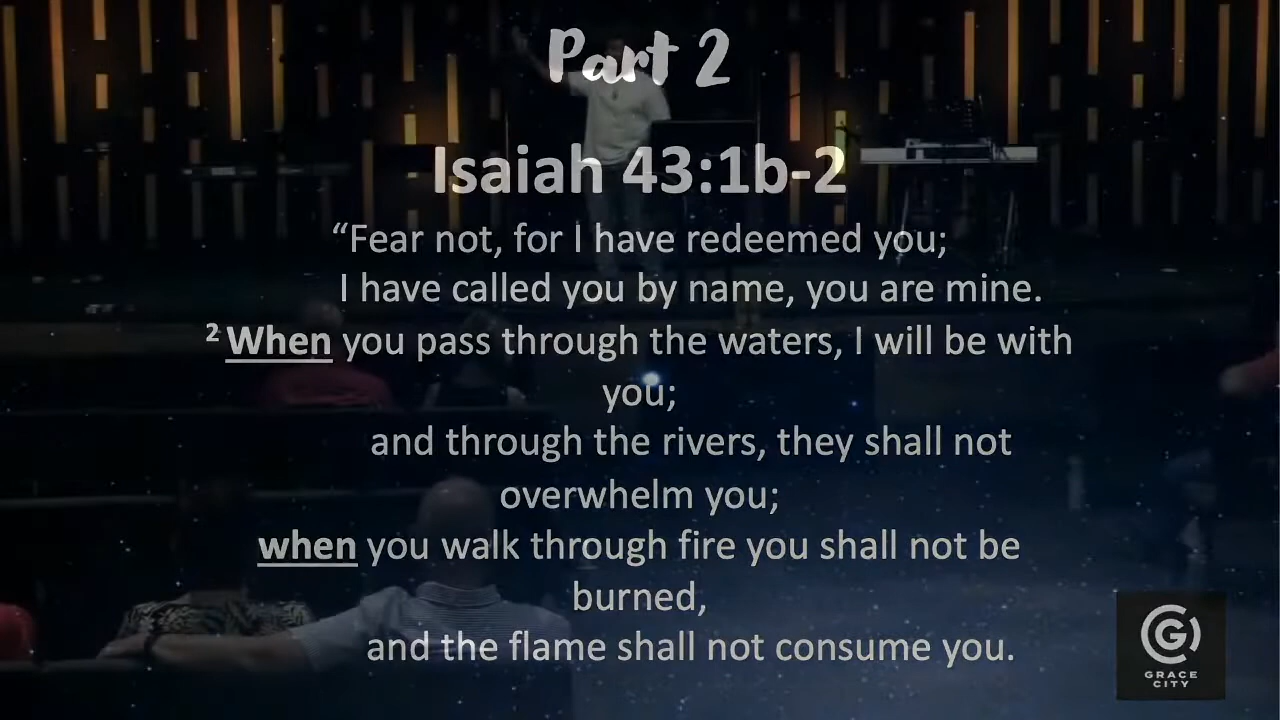 Part 2
Isaiah 43:1b-2
“Fear not, for I have redeemed you;
I have called you by name, you are mine.
2 When you pass through the waters, I will be with
you;
and through the rivers, they shall not
overwhelm you;
when you walk through fire you shall not be
burned,
and the flame shall not consume you.
GRACE
CITY